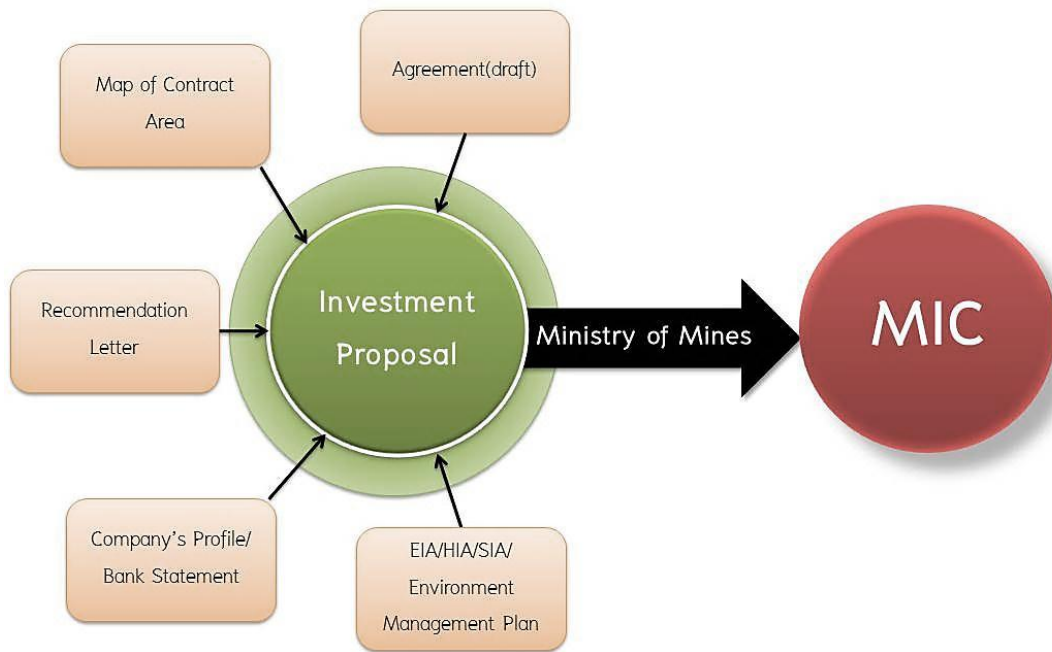 Agreement(draft)
Map of Contract
Area
Recommendation
Letter
Investment
Proposal
Ministry of Mines
MIC
Company's Profile/
Bank Statement
EIA/HIA/SIA/
Environment
Management Plan